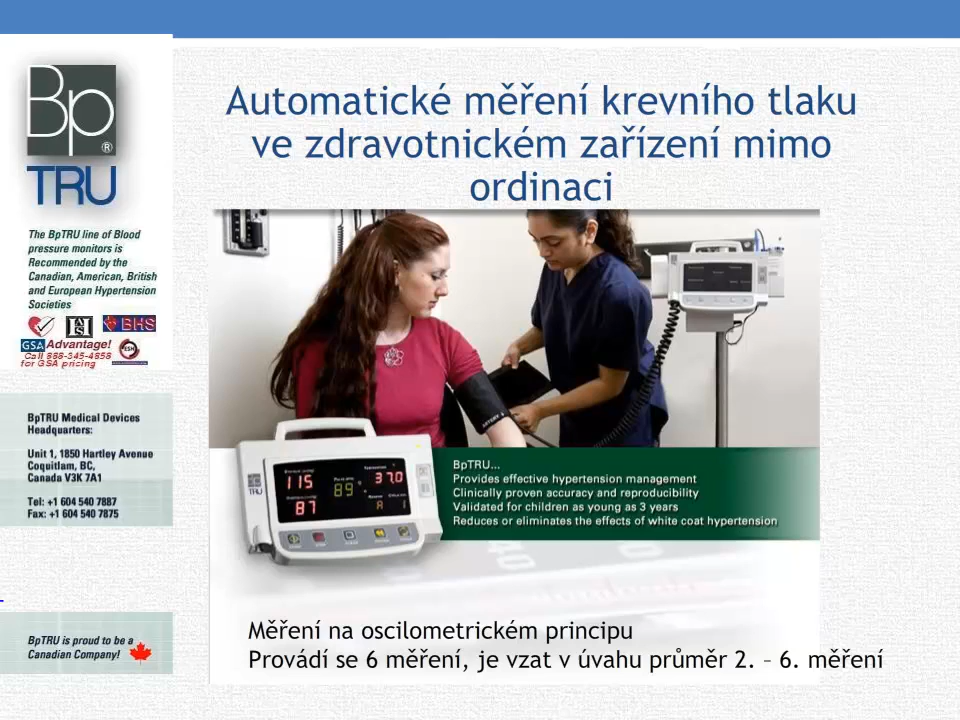 Automatické měření krevního tlaku
ve zdravotnickém zařízení mimo
ordinaci
Bp®
TRU
The BpTRU line of Blood
pressure monitors is
Recommended by the
Canadian, American, British
and European Hypertension
Societies
BHS
GSA Advantage!
Call 888-345-4858
for GSA pricing
BpTRU Medical Devices
Headquarters:
Unit 1, 1850 Hartley Avenue
Coquitlam, BC,
Canada V3K 7A1
Tel: +1 604 540 7887
Fax: +1 604 540 7875
BpTRU is proud to be a
Canadian Company!
115
89
37.0
87
A 1
BpTRU...
Provides effective hypertension management
Clinically proven accuracy and reproducibility
Validated for children as young as 3 years
Reduces or eliminates the effects of white coat hypertension
Měření na oscilometrickém principu
Provádí se 6 měření, je vzat v úvahu průměr 2. – 6. měření